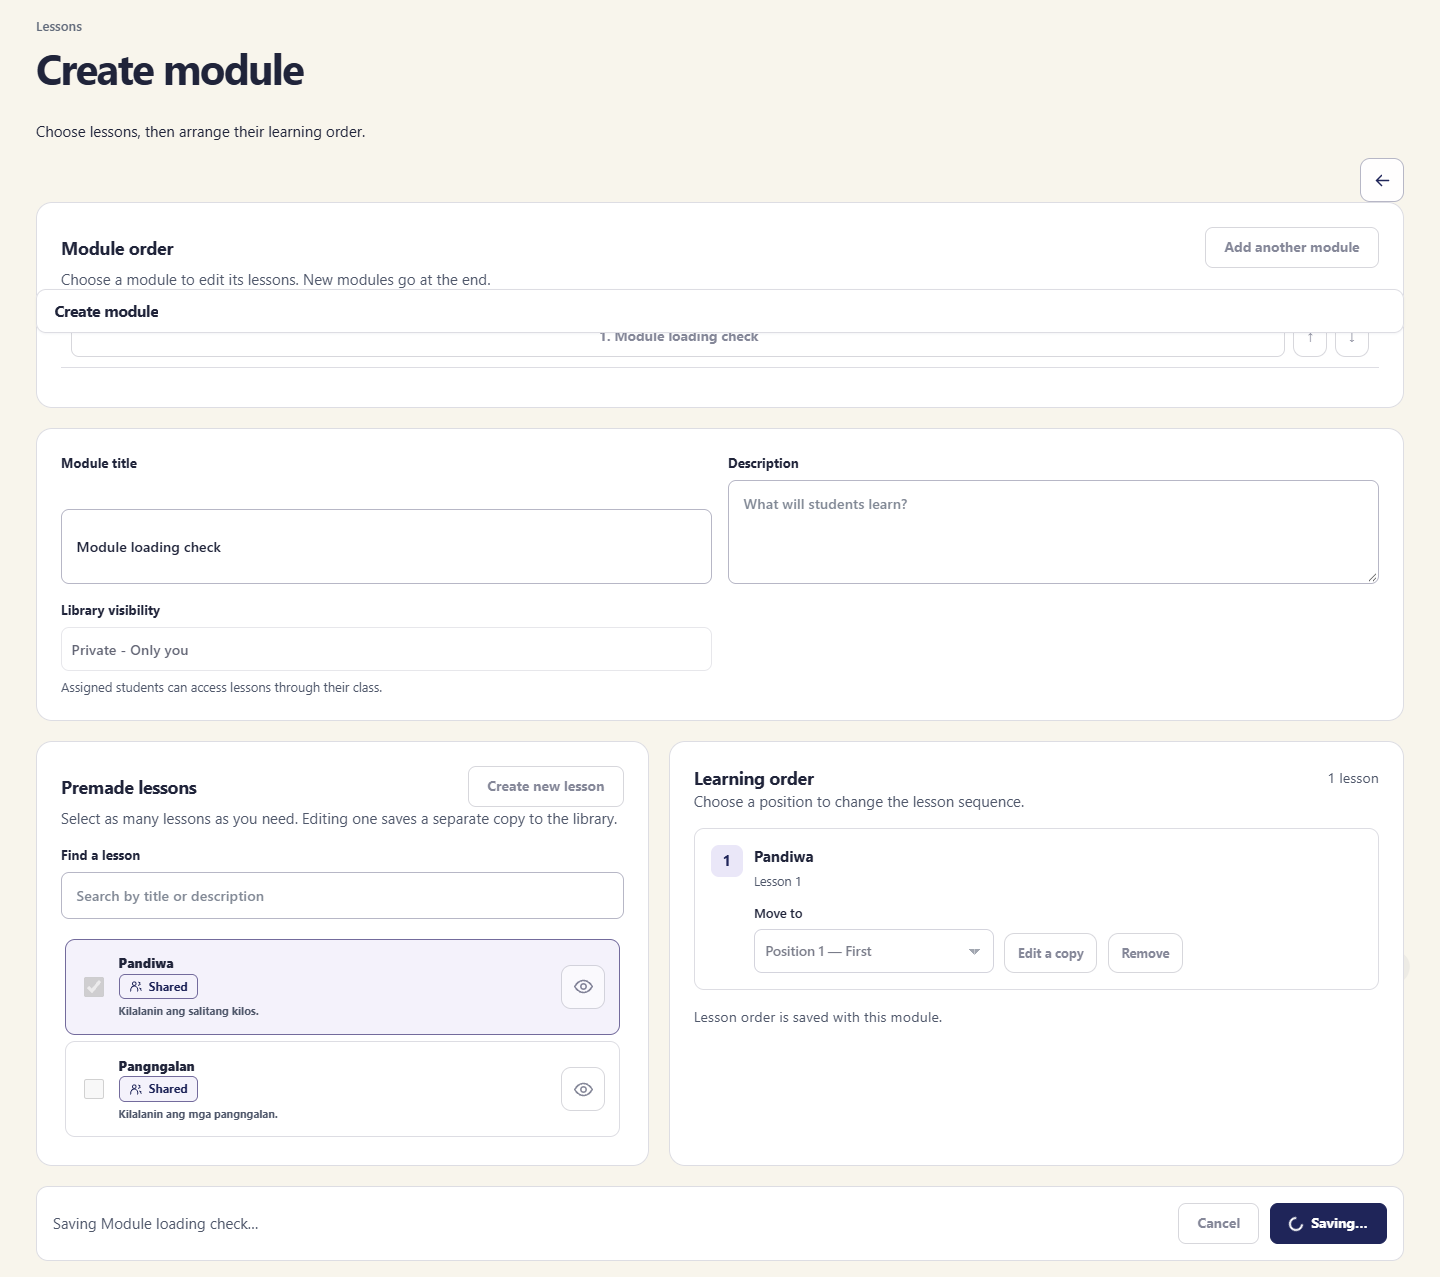 Lessons
Create module
Choose lessons, then arrange their learning order.
Module order
Add another module
Choose a module to edit its lessons. New modules go at the end.
Create module
1. Module loading check
↑
↓
Module title
Module loading check
Description
What will students learn?
Library visibility
Private - Only you
Assigned students can access lessons through their class.
Premade lessons
Create new lesson
Select as many lessons as you need. Editing one saves a separate copy to the library.
Find a lesson
Search by title or description
Pandiwa
Shared
Kilalanin ang salitang kilos.
Pangngalan
Shared
Kilalanin ang mga pangngalan.
Learning order
1 lesson
Choose a position to change the lesson sequence.
1
Pandiwa
Lesson 1
Move to
Position 1 — First
Edit a copy
Remove
Lesson order is saved with this module.
Saving Module loading check...
Cancel
Saving...